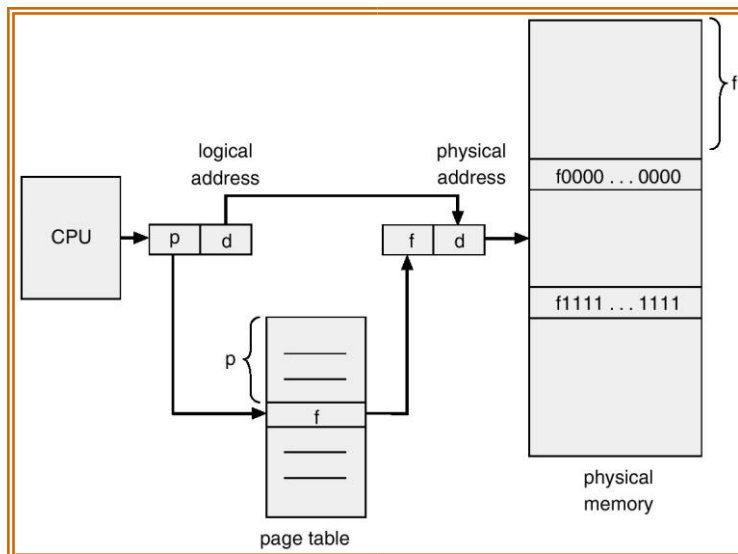 f
logical
address
physical
address
f0000 . . . 0000
CPU
p d
f d
f1111 . . . 1111
p
f
physical
memory
page table